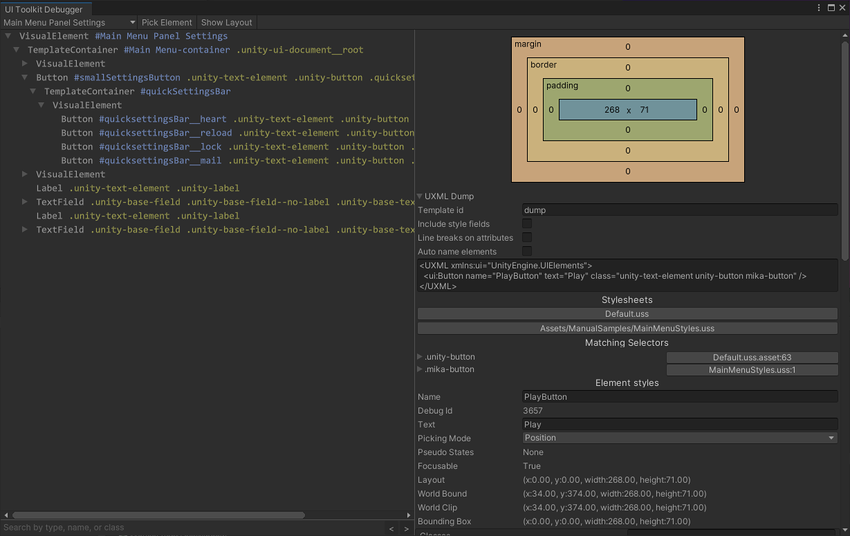 UI Toolkit Debugger
Main Menu Panel Settings Pick Element Show Layout
VisualElement #Main Menu Panel Settings
TemplateContainer #Main Menu-container .unity-ui-document__root
VisualElement
Button #smallSettingsButton .unity-text-element .unity-button .quickset
TemplateContainer #quickSettingsBar
VisualElement
Button #quicksettingsBar__heart .unity-text-element .unity-button
Button #quicksettingsBar__reload .unity-text-element .unity-button
Button #quicksettingsBar__lock .unity-text-element .unity-button .
Button #quicksettingsBar__mail .unity-text-element .unity-button .
VisualElement
Label .unity-text-element .unity-label
TextField .unity-base-field .unity-base-field--no-label .unity-base-tex
Label .unity-text-element .unity-label
TextField .unity-base-field .unity-base-field--no-label .unity-base-tex
Search by type, name, or class < >
margin 0
border 0
padding 0
0 0 0 268 x 71 0 0 0
0
0
0
UXML Dump
Template id dump
Include style fields
Line breaks on attributes
Auto name elements
<UXML xmlns:ui="UnityEngine.UIElements">
<ui:Button name="PlayButton" text="Play" class="unity-text-element unity-button mika-button" />
</UXML>
Stylesheets
Default.uss
Assets/ManualSamples/MainMenuStyles.uss
Matching Selectors
.unity-button Default.uss.asset:63
.mika-button MainMenuStyles.uss:1
Element styles
Name PlayButton
Debug Id 3657
Text Play
Picking Mode Position
Pseudo States None
Focusable True
Layout (x:0.00, y:0.00, width:268.00, height:71.00)
World Bound (x:34.00, y:374.00, width:268.00, height:71.00)
World Clip (x:34.00, y:374.00, width:268.00, height:71.00)
Bounding Box (x:0.00, y:0.00, width:268.00, height:71.00)
Classes